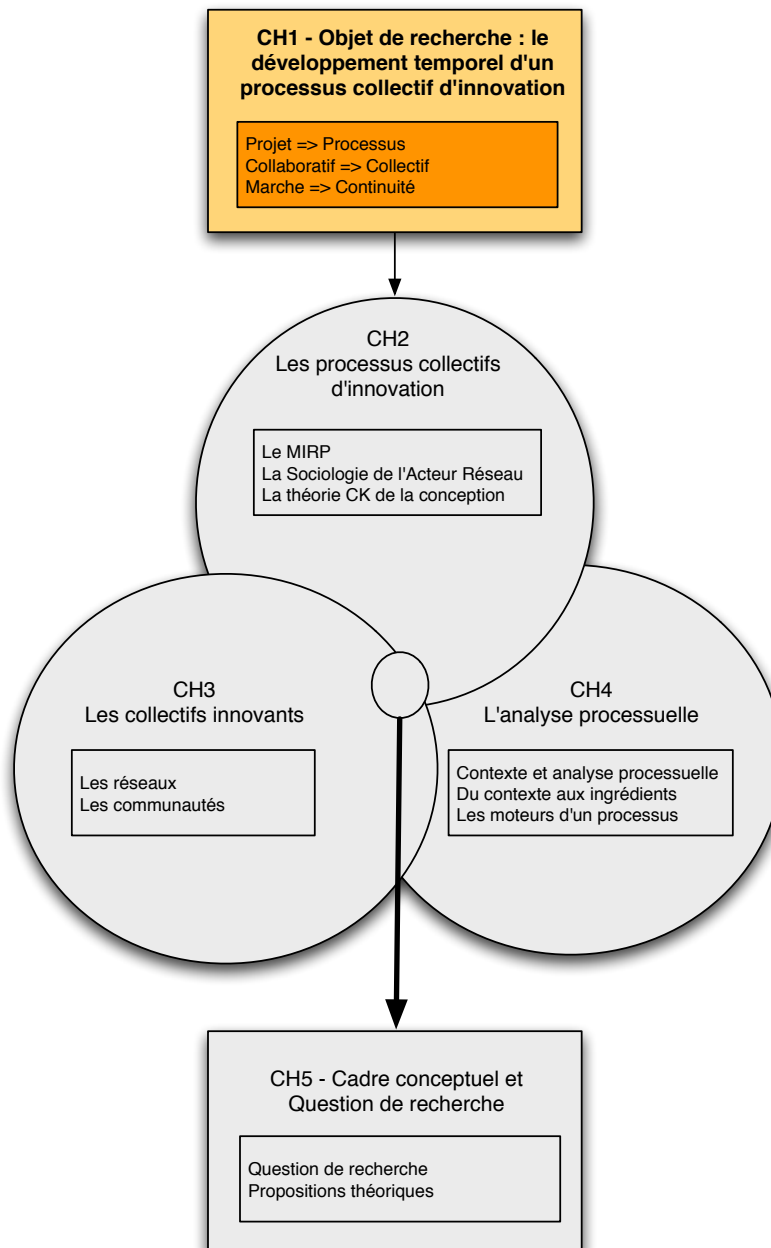 CH1 - Objet de recherche : le
développement temporel d'un
processus collectif d'innovation
Projet => Processus
Collaboratif => Collectif
Marche => Continuité
CH2
Les processus collectifs
d'innovation
Le MIRP
La Sociologie de l'Acteur Réseau
La théorie CK de la conception
CH3
Les collectifs innovants
Les réseaux
Les communautés
CH4
L'analyse processuelle
Contexte et analyse processuelle
Du contexte aux ingrédients
Les moteurs d'un processus
CH5 - Cadre conceptuel et
Question de recherche
Question de recherche
Propositions théoriques